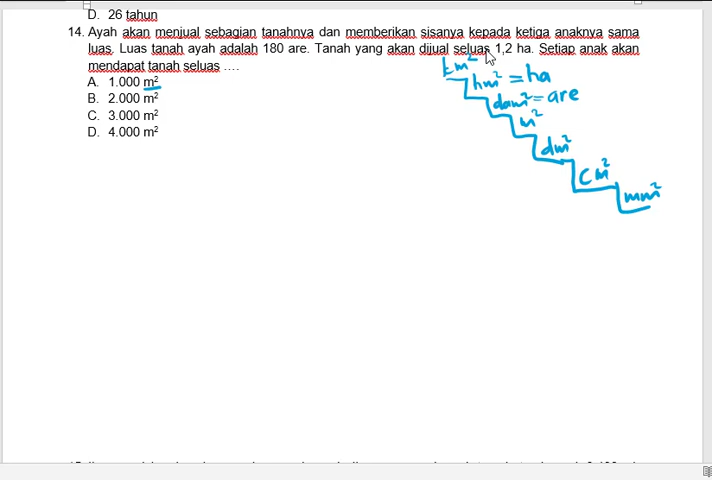 D. 26 tahun
14. Ayah akan menjual sebagian tanahnya dan memberikan sisanya kepada ketiga anaknya sama
luas. Luas tanah ayah adalah 180 are. Tanah yang akan dijual seluas 1,2 ha. Setiap anak akan
mendapat tanah seluas ....
A. 1.000 m²
B. 2.000 m²
C. 3.000 m²
D. 4.000 m²
km²
hm² = ha
dam² = are
m²
dm²
cm²
mm²